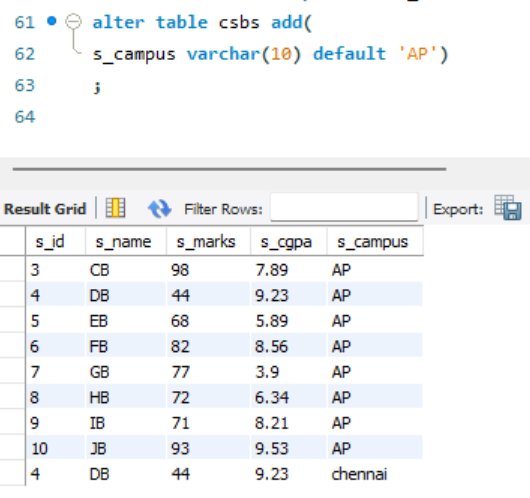 61 alter table csbs add(
62 s_campus varchar(10) default 'AP')
63 ;
64
Result Grid Filter Rows: Export:
s_id s_name s_marks s_cgpa s_campus
3 CB 98 7.89 AP
4 DB 44 9.23 AP
5 EB 68 5.89 AP
6 FB 82 8.56 AP
7 GB 77 3.9 AP
8 HB 72 6.34 AP
9 IB 71 8.21 AP
10 JB 93 9.53 AP
4 DB 44 9.23 chennai